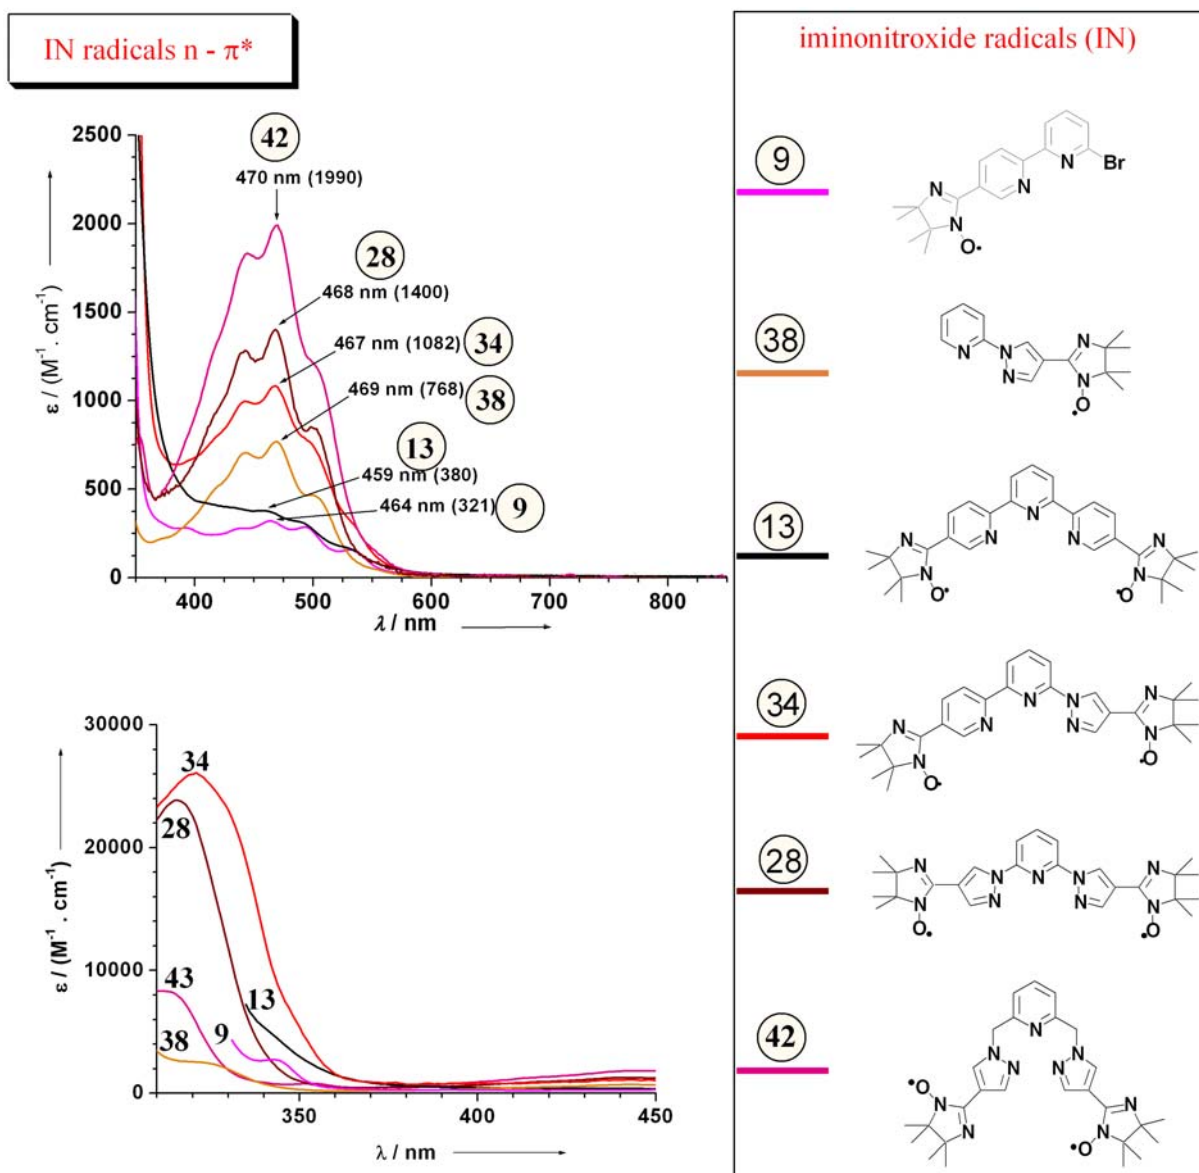 IN radicals n - π*
2500
2000
1500
1000
500
0
ε / (M⁻¹. cm⁻¹)
42
470 nm (1990)
28
468 nm (1400)
467 nm (1082)
34
469 nm (768)
38
13
459 nm (380)
464 nm (321)
9
400
500
600
700
800
λ / nm
30000
20000
10000
0
ε / (M⁻¹ . cm⁻¹)
34
28
43
38
9
13
350
400
450
λ / nm
iminonitroxide radicals (IN)
9
N
N
N
Br
N
O•
38
N
N
N
N
N
•O
13
N
N
N
N
N
N
N
O•
•O
34
N
N
N
N
N
N
N
N
O•
•O
28
N
N
N
N
N
N
N
N
N
O•
•O
42
N
N
N
N
N
•O
N
N
N
N
•O